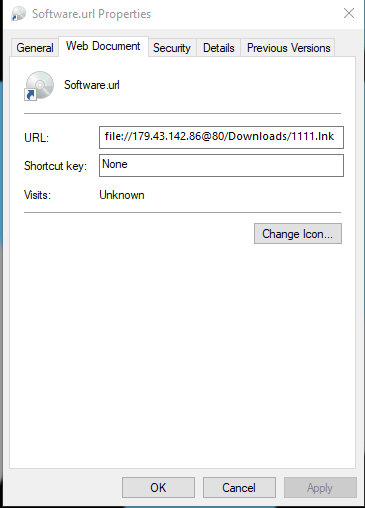 Software.url Properties
General Web Document Security Details Previous Versions
Software.url
URL: file://179.43.142.86@80/Downloads/1111.lnk
Shortcut key: None
Visits: Unknown
Change Icon...
OK Cancel Apply